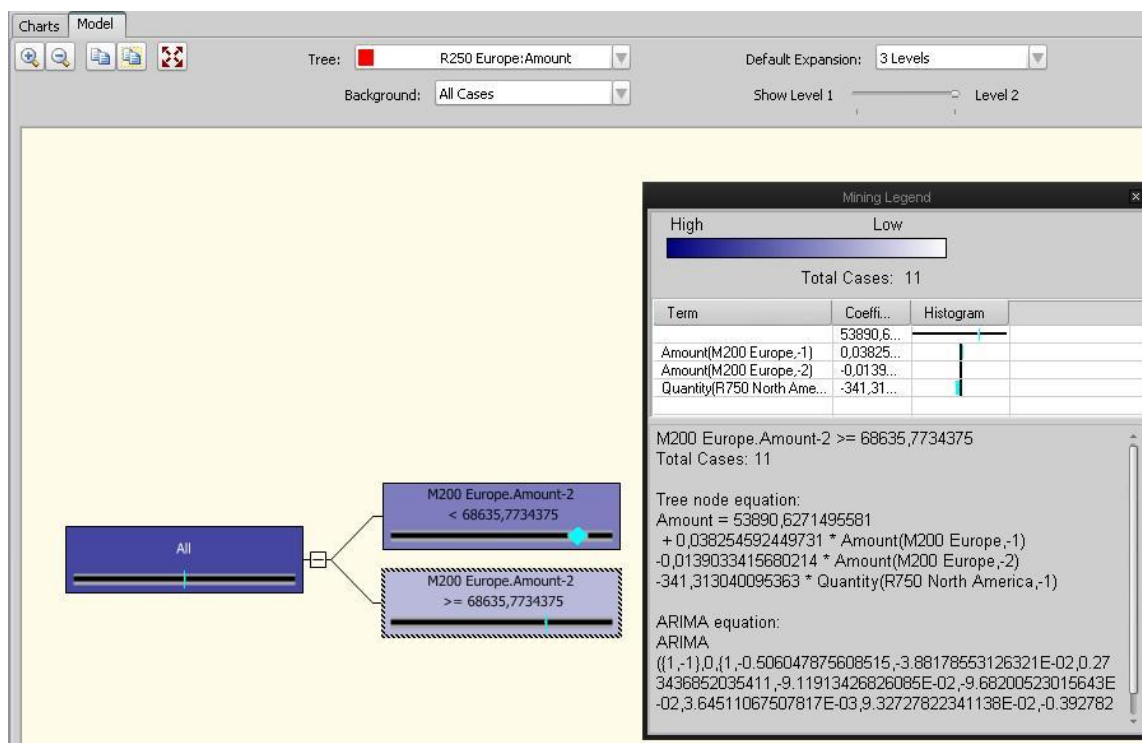 Charts Model
Tree: R250 Europe:Amount Default Expansion: 3 Levels
Background: All Cases Show Level 1 Level 2
Mining Legend
High Low
Total Cases: 11
Term Coeffi... Histogram
53890,6...
Amount(M200 Europe,-1) 0,03825...
Amount(M200 Europe,-2) -0,0139...
Quantity(R750 North Ame... -341,31...
M200 Europe.Amount-2 >= 68635,7734375
Total Cases: 11
Tree node equation:
Amount = 53890,6271495581
+ 0,038254592449731 * Amount(M200 Europe,-1)
-0,0139033415680214 * Amount(M200 Europe,-2)
-341,313040095363 * Quantity(R750 North America,-1)
ARIMA equation:
ARIMA
({1,-1},0,{1,-0.506047875608515,-3.88178553126321E-02,0.27
3436852035411,-9.11913426826085E-02,-9.68200523015643E
-02,3.64511067507817E-03,9.32727822341138E-02,-0.392782
All
M200 Europe.Amount-2
< 68635,7734375
M200 Europe.Amount-2
>= 68635,7734375